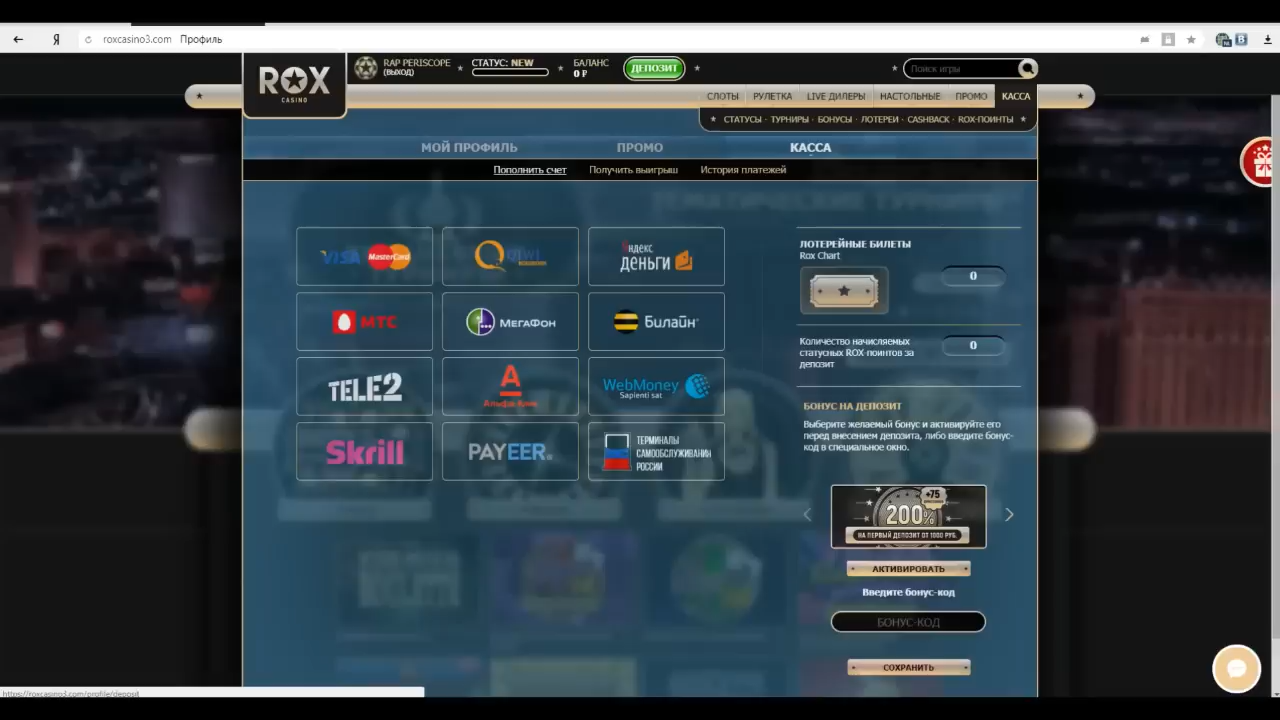 roxcasino3.com Профиль
ROX
CASINO
RAP PERISCOPE
(ВЫХОД)
СТАТУС: NEW
БАЛАНС
0 ₽
ДЕПОЗИТ
Поиск игры
СЛОТЫ РУЛЕТКА LIVE ДИЛЕРЫ НАСТОЛЬНЫЕ ПРОМО КАССА
СТАТУСЫ · ТУРНИРЫ · БОНУСЫ · ЛОТЕРЕИ · CASHBACK · ROX-ПОИНТЫ
МОЙ ПРОФИЛЬ ПРОМО КАССА
Пополнить счет Получить выигрыш История платежей
ТЕМАТИЧЕСКИЕ ТУРНИРЫ
VISA MasterCard
QIWI
Яндекс
деньги
МТС
МегаФон
Билайн
TELE2
Альфа·Банк
WebMoney
Sapienti sat
Skrill
PAYEER
ТЕРМИНАЛЫ
САМООБСЛУЖИВАНИЯ
РОССИИ
ЛОТЕРЕЙНЫЕ БИЛЕТЫ
Rox Chart
0
Количество начисляемых
статусных ROX-поинтов за
депозит
0
БОНУС НА ДЕПОЗИТ
Выберите желаемый бонус и активируйте его
перед внесением депозита, либо введите бонус-
код в специальное окно.
+75
200%
НА ПЕРВЫЙ ДЕПОЗИТ ОТ 1000 РУБ.
АКТИВИРОВАТЬ
Введите бонус-код
БОНУС-КОД
СОХРАНИТЬ
https://roxcasino3.com/profile/deposit